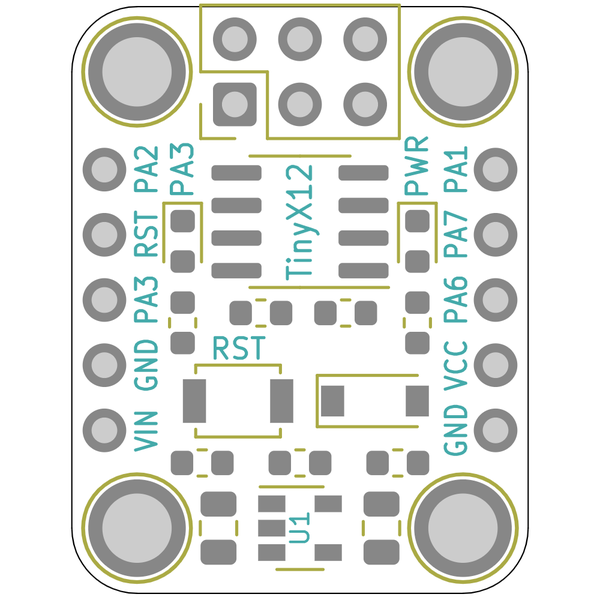 PA2
PA3
PWR
PA1
TinyX12
RST
PA7
PA3
PA6
RST
GND
VCC
VIN
GND
U1